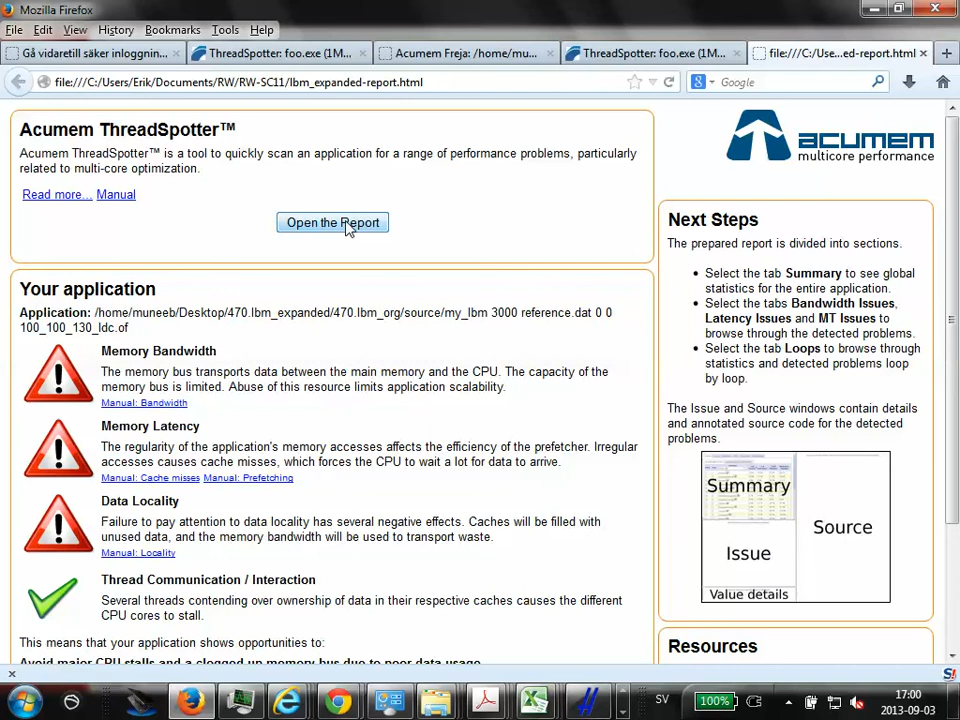 Mozilla Firefox
File Edit View History Bookmarks Tools Help
Gå vidaretill säker inloggnin...
ThreadSpotter: foo.exe (1M...
Acumem Freja: /home/mu...
ThreadSpotter: foo.exe (1M...
file:///C:/Use...ed-report.html
file:///C:/Users/Erik/Documents/RW/RW-SC11/lbm_expanded-report.html
Google
Acumem ThreadSpotter™
Acumem ThreadSpotter™ is a tool to quickly scan an application for a range of performance problems, particularly
related to multi-core optimization.
Read more... Manual
Open the Report
acumem
multicore performance
Your application
Application: /home/muneeb/Desktop/470.lbm_expanded/470.lbm_org/source/my_lbm 3000 reference.dat 0 0
100_100_130_ldc.of
Memory Bandwidth
The memory bus transports data between the main memory and the CPU. The capacity of the
memory bus is limited. Abuse of this resource limits application scalability.
Manual: Bandwidth
Memory Latency
The regularity of the application's memory accesses affects the efficiency of the prefetcher. Irregular
accesses causes cache misses, which forces the CPU to wait a lot for data to arrive.
Manual: Cache misses Manual: Prefetching
Data Locality
Failure to pay attention to data locality has several negative effects. Caches will be filled with
unused data, and the memory bandwidth will be used to transport waste.
Manual: Locality
Thread Communication / Interaction
Several threads contending over ownership of data in their respective caches causes the different
CPU cores to stall.
This means that your application shows opportunities to:
Avoid major CPU stalls and a clogged up memory bus due to poor data usage
Next Steps
The prepared report is divided into sections.
Select the tab Summary to see global
statistics for the entire application.
Select the tabs Bandwidth Issues,
Latency Issues and MT Issues to
browse through the detected problems.
Select the tab Loops to browse through
statistics and detected problems loop
by loop.
The Issue and Source windows contain details
and annotated source code for the detected
problems.
Summary
Issue
Source
Value details
Resources
SV
100%
17:00
2013-09-03